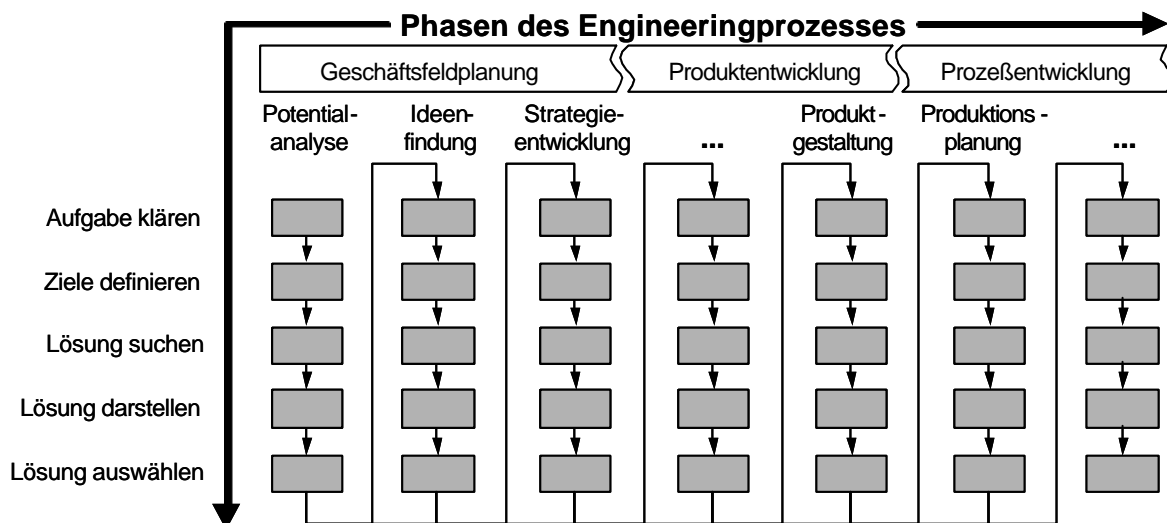 Phasen des Engineeringprozesses
Geschäftsfeldplanung
Produktentwicklung
Prozeßentwicklung
Potential-
analyse
Ideen-
findung
Strategie-
entwicklung
...
Produkt-
gestaltung
Produktions-
planung
...
Aufgabe klären
Ziele definieren
Lösung suchen
Lösung darstellen
Lösung auswählen